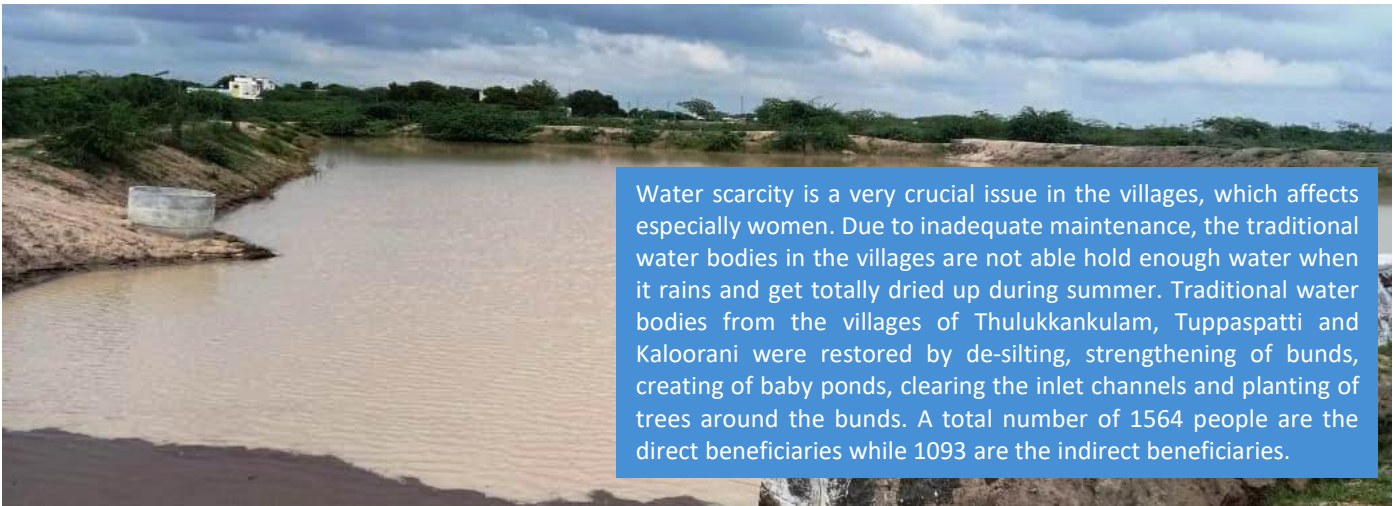 Water scarcity is a very crucial issue in the villages, which affects
especially women. Due to inadequate maintenance, the traditional
water bodies in the villages are not able hold enough water when
it rains and get totally dried up during summer. Traditional water
bodies from the villages of Thulukkankulam, Tuppaspatti and
Kaloorani were restored by de-silting, strengthening of bunds,
creating of baby ponds, clearing the inlet channels and planting of
trees around the bunds. A total number of 1564 people are the
direct beneficiaries while 1093 are the indirect beneficiaries.